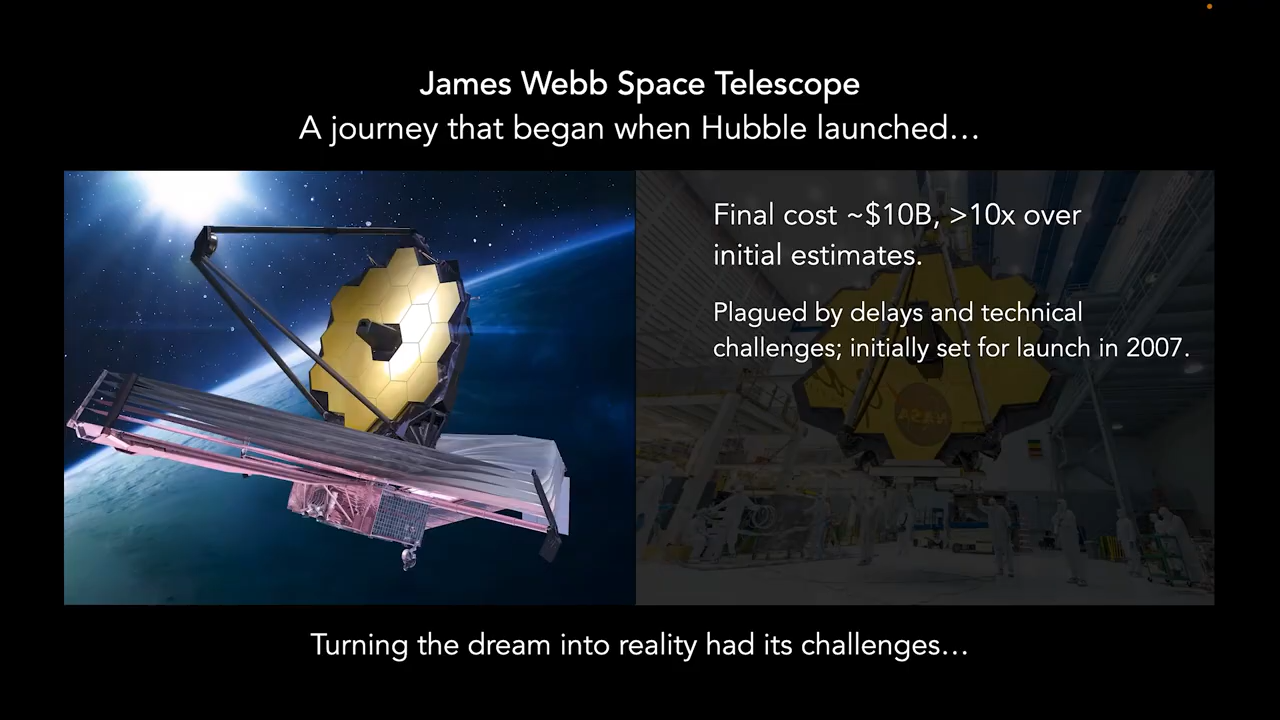 James Webb Space Telescope
A journey that began when Hubble launched…
Final cost ~$10B, >10x over
initial estimates.
Plagued by delays and technical
challenges; initially set for launch in 2007.
Turning the dream into reality had its challenges…